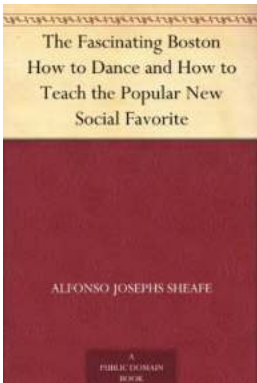 The Fascinating Boston
How to Dance and How to
Teach the Popular New
Social Favorite
ALFONSO JOSEPHS SHEAFE
A
PUBLIC DOMAIN
BOOK